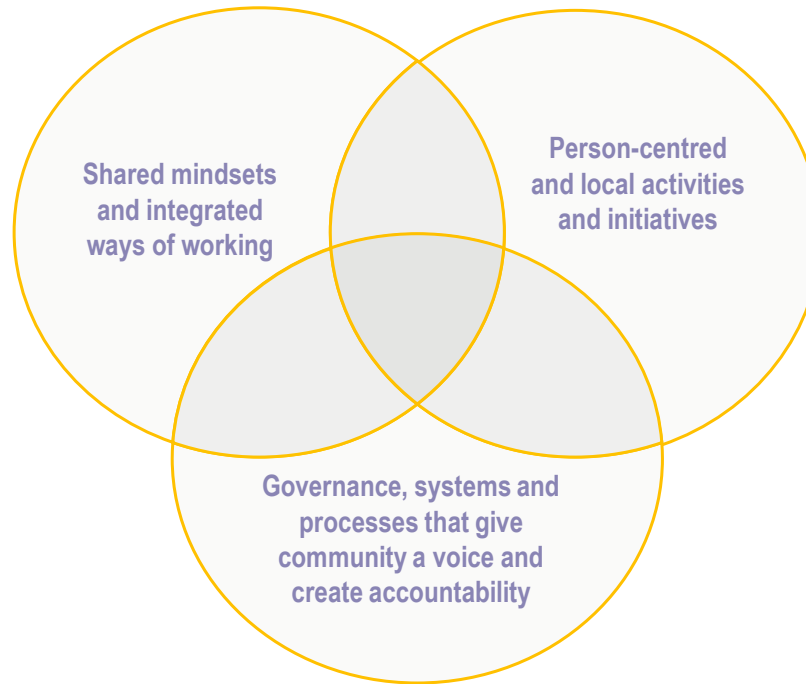 Shared mindsets
and integrated
ways of working
Person-centred
and local activities
and initiatives
Governance, systems and
processes that give
community a voice and
create accountability